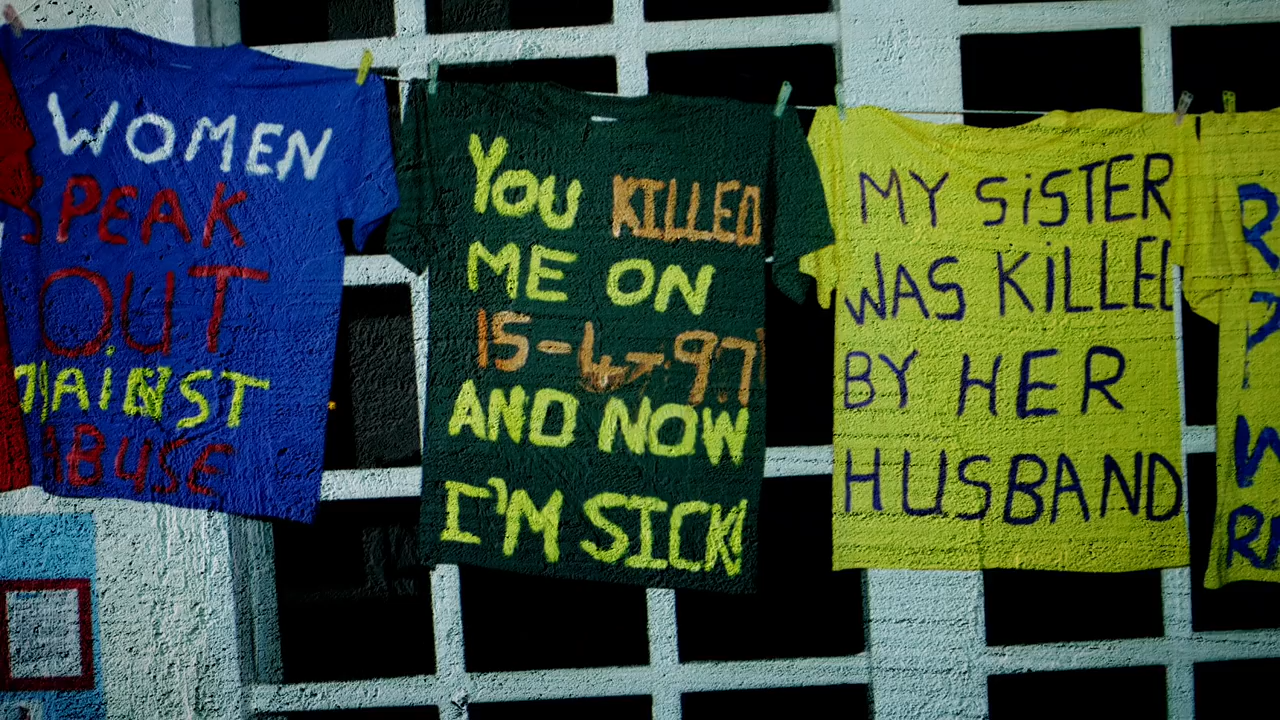 WOMEN
SPEAK
OUT
AGAINST
ABUSE
YOU KILLED
ME ON
15-4-97
AND NOW
I'M SICK!
MY SiSTER
WAS KiLLED
BY HER
HUSBAND